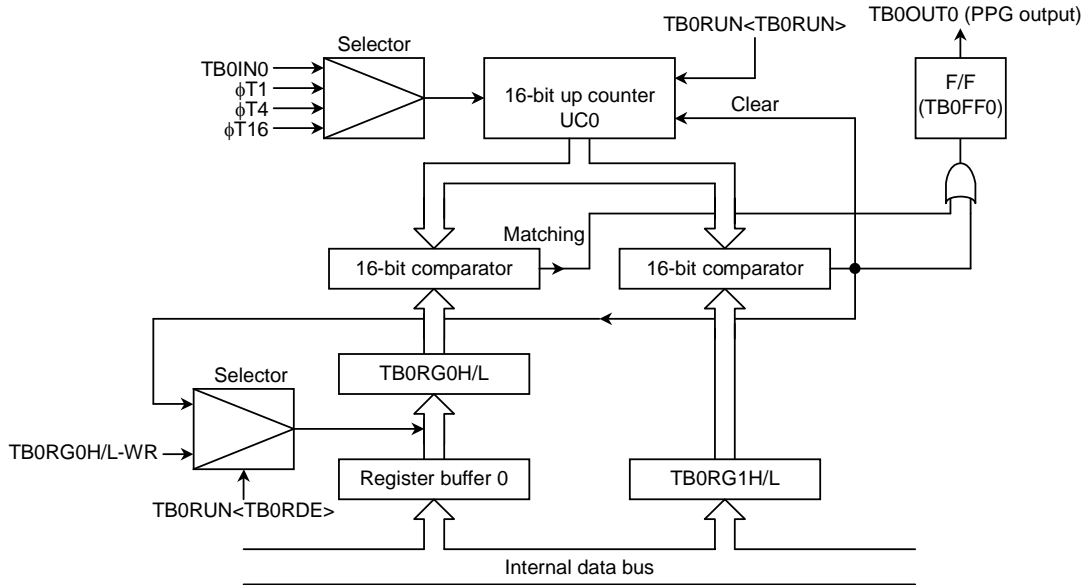 TB0OUT0 (PPG output)
TB0RUN<TB0RUN>
Selector
TB0IN0
ϕT1
ϕT4
ϕT16
16-bit up counter
UC0
Clear
F/F
(TB0FF0)
Matching
16-bit comparator
16-bit comparator
TB0RG0H/L
Selector
TB0RG0H/L-WR
Register buffer 0
TB0RG1H/L
TB0RUN<TB0RDE>
Internal data bus